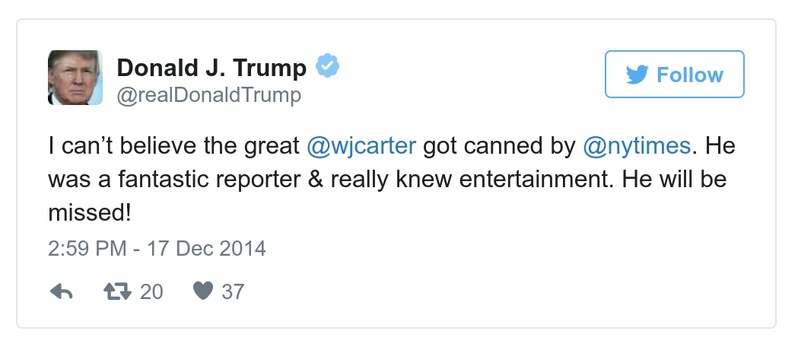 Donald J. Trump
@realDonaldTrump
Follow
I can’t believe the great @wjcarter got canned by @nytimes. He
was a fantastic reporter & really knew entertainment. He will be
missed!
2:59 PM - 17 Dec 2014
20 37